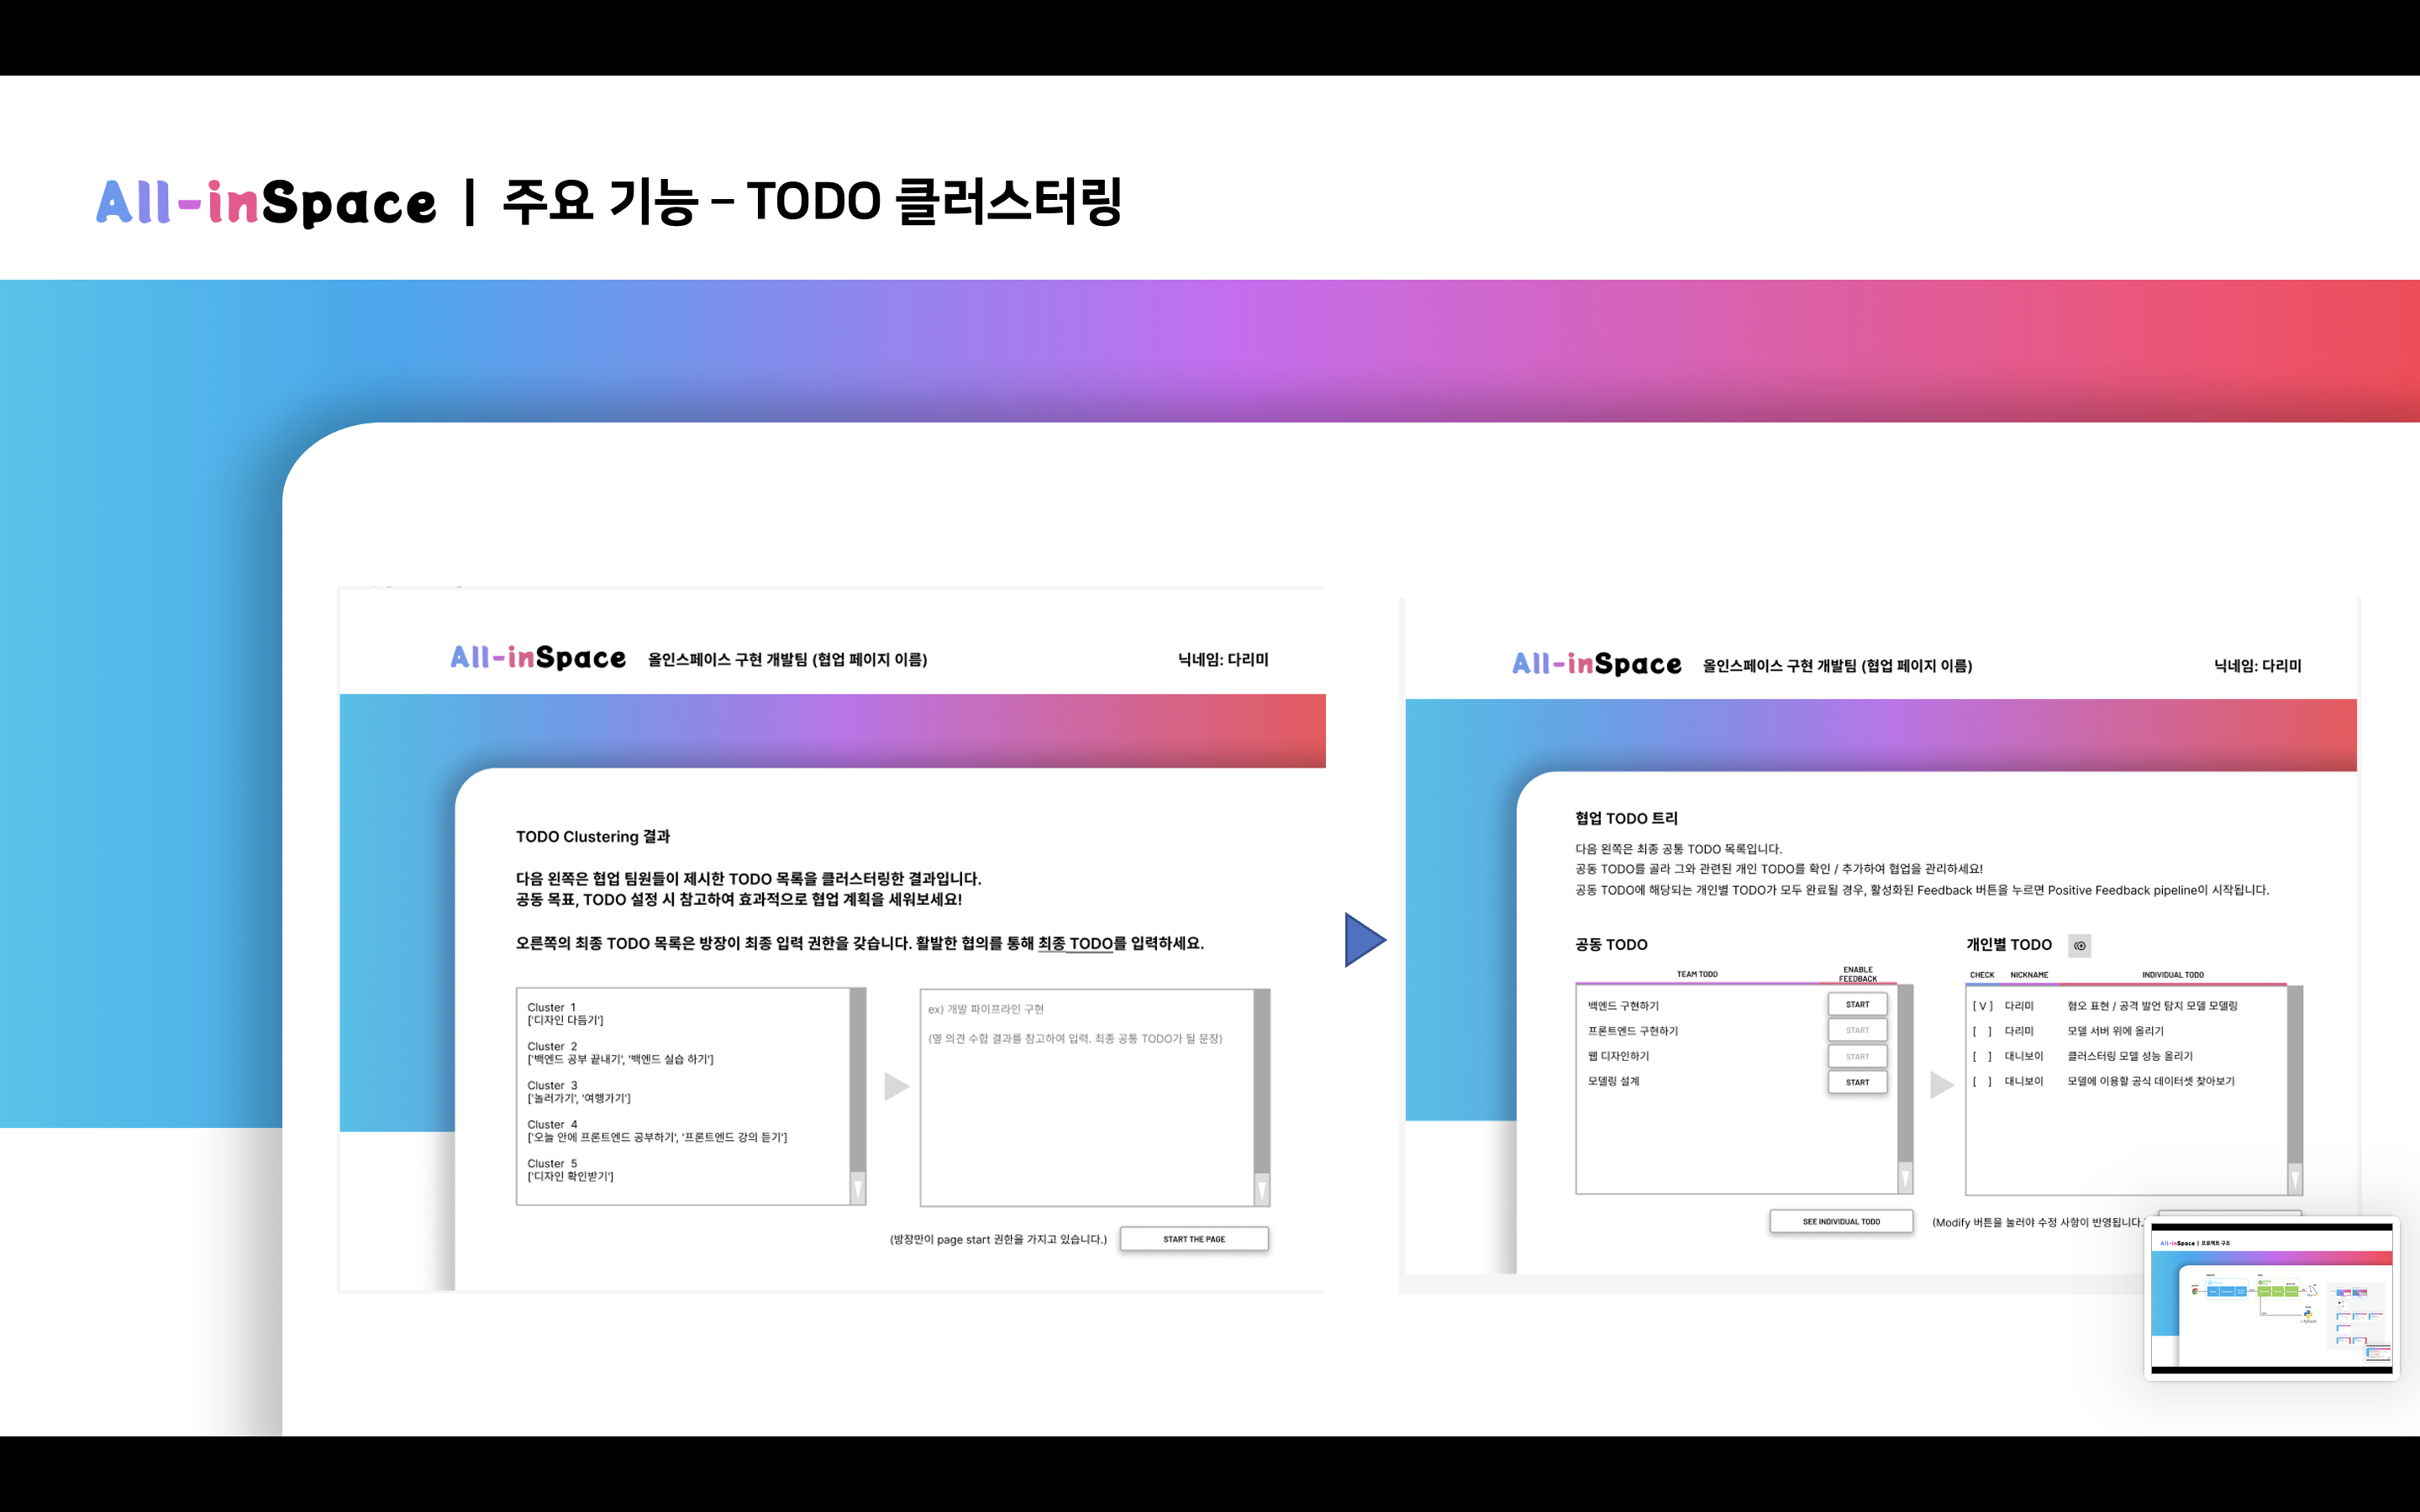 All-inSpace | 주요 기능 – TODO 클러스터링
All-inSpace 올인스페이스 구현 개발팀 (협업 페이지 이름) 닉네임: 다리미
TODO Clustering 결과
다음 왼쪽은 협업 팀원들이 제시한 TODO 목록을 클러스터링한 결과입니다.
공동 목표, TODO 설정 시 참고하여 효과적으로 협업 계획을 세워보세요!
오른쪽의 최종 TODO 목록은 방장이 최종 입력 권한을 갖습니다. 활발한 협의를 통해 최종 TODO를 입력하세요.
Cluster 1
['디자인 다듬기']
Cluster 2
['백엔드 공부 끝내기', '백엔드 실습 하기']
Cluster 3
['놀러가기', '여행가기']
Cluster 4
['오늘 안에 프론트엔드 공부하기', '프론트엔드 강의 듣기']
Cluster 5
['디자인 확인받기']
ex) 개발 파이프라인 구현
(옆 의견 수합 결과를 참고하여 입력. 최종 공통 TODO가 될 문장)
(방장만이 page start 권한을 가지고 있습니다.) START THE PAGE
All-inSpace 올인스페이스 구현 개발팀 (협업 페이지 이름) 닉네임: 다리미
협업 TODO 트리
다음 왼쪽은 최종 공통 TODO 목록입니다.
공동 TODO를 골라 그와 관련된 개인 TODO를 확인 / 추가하여 협업을 관리하세요!
공동 TODO에 해당되는 개인별 TODO가 모두 완료될 경우, 활성화된 Feedback 버튼을 누르면 Positive Feedback pipeline이 시작됩니다.
공동 TODO
TEAM TODO ENABLE
FEEDBACK
백엔드 구현하기 START
프론트엔드 구현하기 START
웹 디자인하기 START
모델링 설계 START
SEE INDIVIDUAL TODO
개인별 TODO
CHECK NICKNAME INDIVIDUAL TODO
[ V ] 다리미 혐오 표현 / 공격 발언 탐지 모델 모델링
[ ] 다리미 모델 서버 위에 올리기
[ ] 대니보이 클러스터링 모델 성능 올리기
[ ] 대니보이 모델에 이용할 공식 데이터셋 찾아보기
(Modify 버튼을 눌러야 수정 사항이 반영됩니다.
All-inSpace | 프로젝트 구조